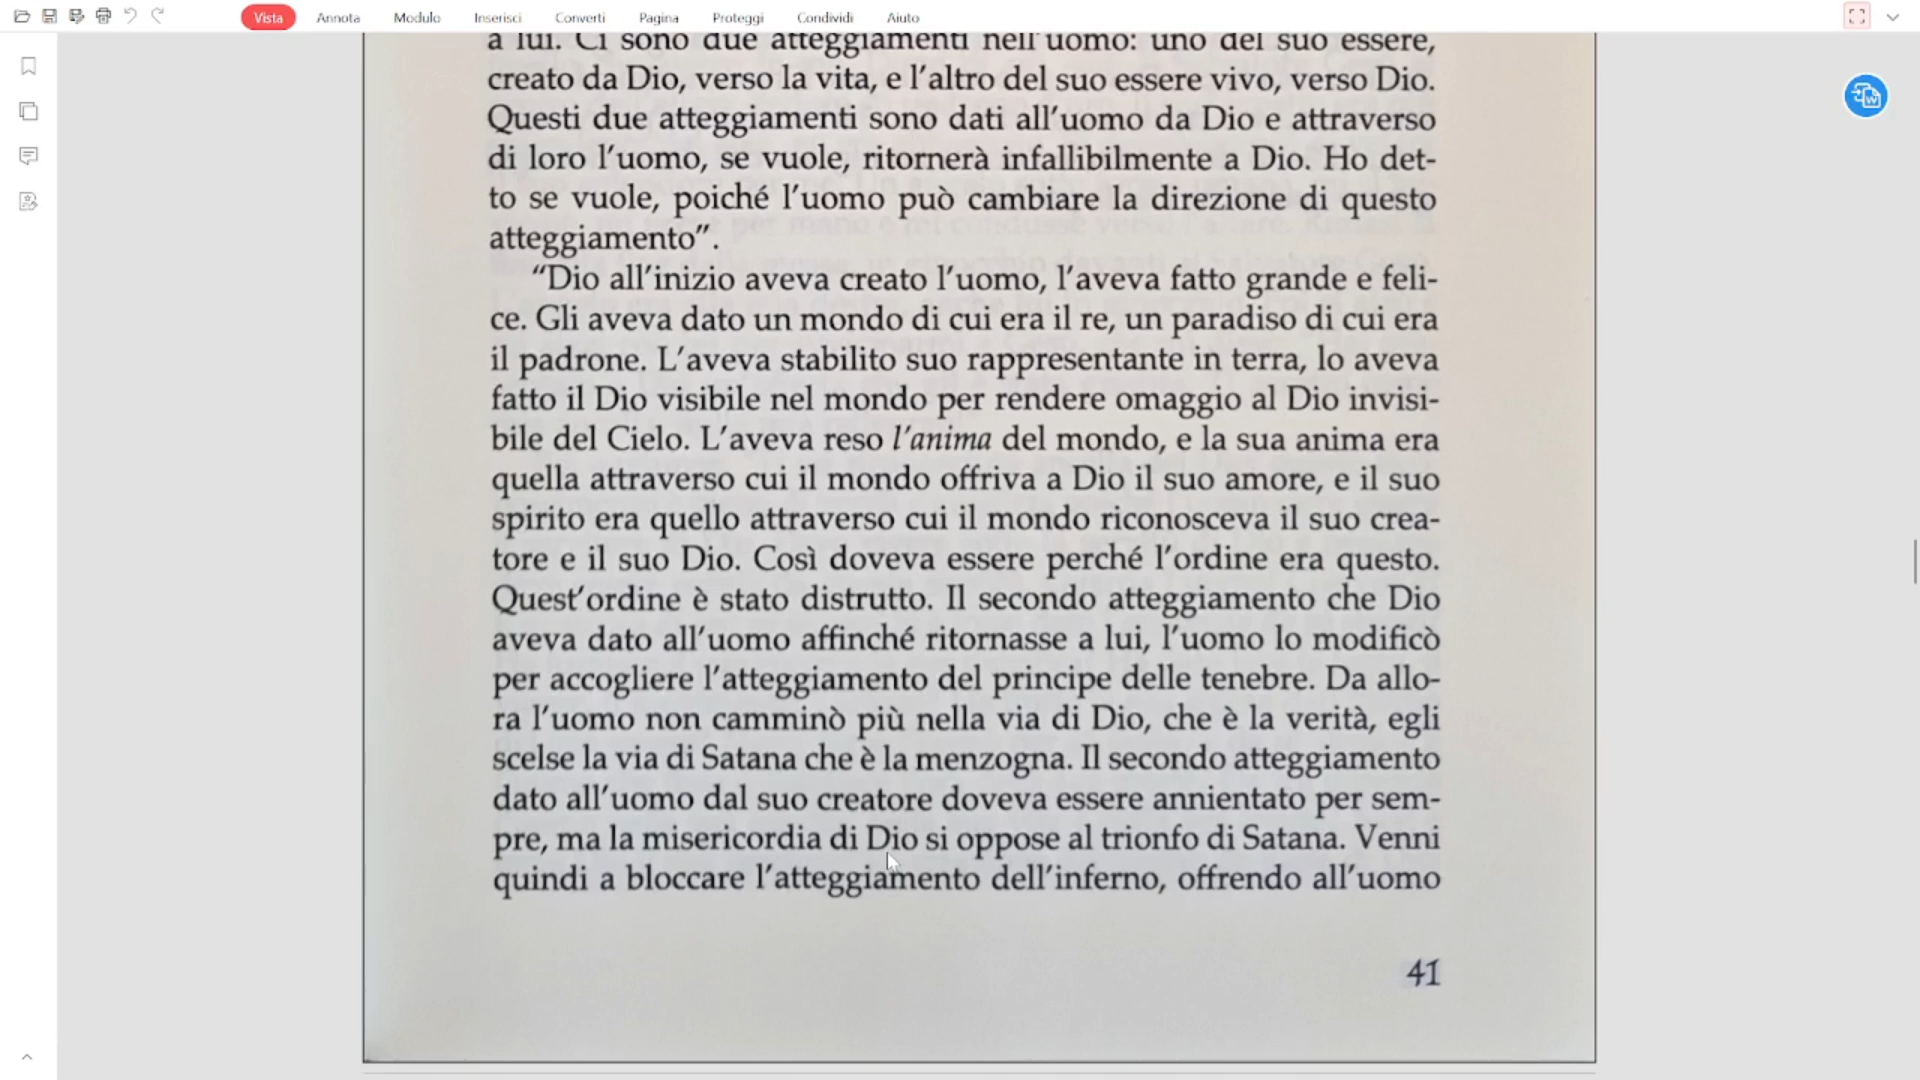 Vista Annota Modulo Inserisci Converti Pagina Proteggi Condividi Aiuto
a lui. Ci sono due atteggiamenti nell'uomo: uno del suo essere,
creato da Dio, verso la vita, e l'altro del suo essere vivo, verso Dio.
Questi due atteggiamenti sono dati all'uomo da Dio e attraverso
di loro l'uomo, se vuole, ritornerà infallibilmente a Dio. Ho det-
to se vuole, poiché l'uomo può cambiare la direzione di questo
atteggiamento”.
“Dio all'inizio aveva creato l'uomo, l'aveva fatto grande e feli-
ce. Gli aveva dato un mondo di cui era il re, un paradiso di cui era
il padrone. L'aveva stabilito suo rappresentante in terra, lo aveva
fatto il Dio visibile nel mondo per rendere omaggio al Dio invisi-
bile del Cielo. L'aveva reso l'anima del mondo, e la sua anima era
quella attraverso cui il mondo offriva a Dio il suo amore, e il suo
spirito era quello attraverso cui il mondo riconosceva il suo crea-
tore e il suo Dio. Così doveva essere perché l'ordine era questo.
Quest'ordine è stato distrutto. Il secondo atteggiamento che Dio
aveva dato all'uomo affinché ritornasse a lui, l'uomo lo modificò
per accogliere l'atteggiamento del principe delle tenebre. Da allo-
ra l'uomo non camminò più nella via di Dio, che è la verità, egli
scelse la via di Satana che è la menzogna. Il secondo atteggiamento
dato all'uomo dal suo creatore doveva essere annientato per sem-
pre, ma la misericordia di Dio si oppose al trionfo di Satana. Venni
quindi a bloccare l'atteggiamento dell'inferno, offrendo all'uomo
41